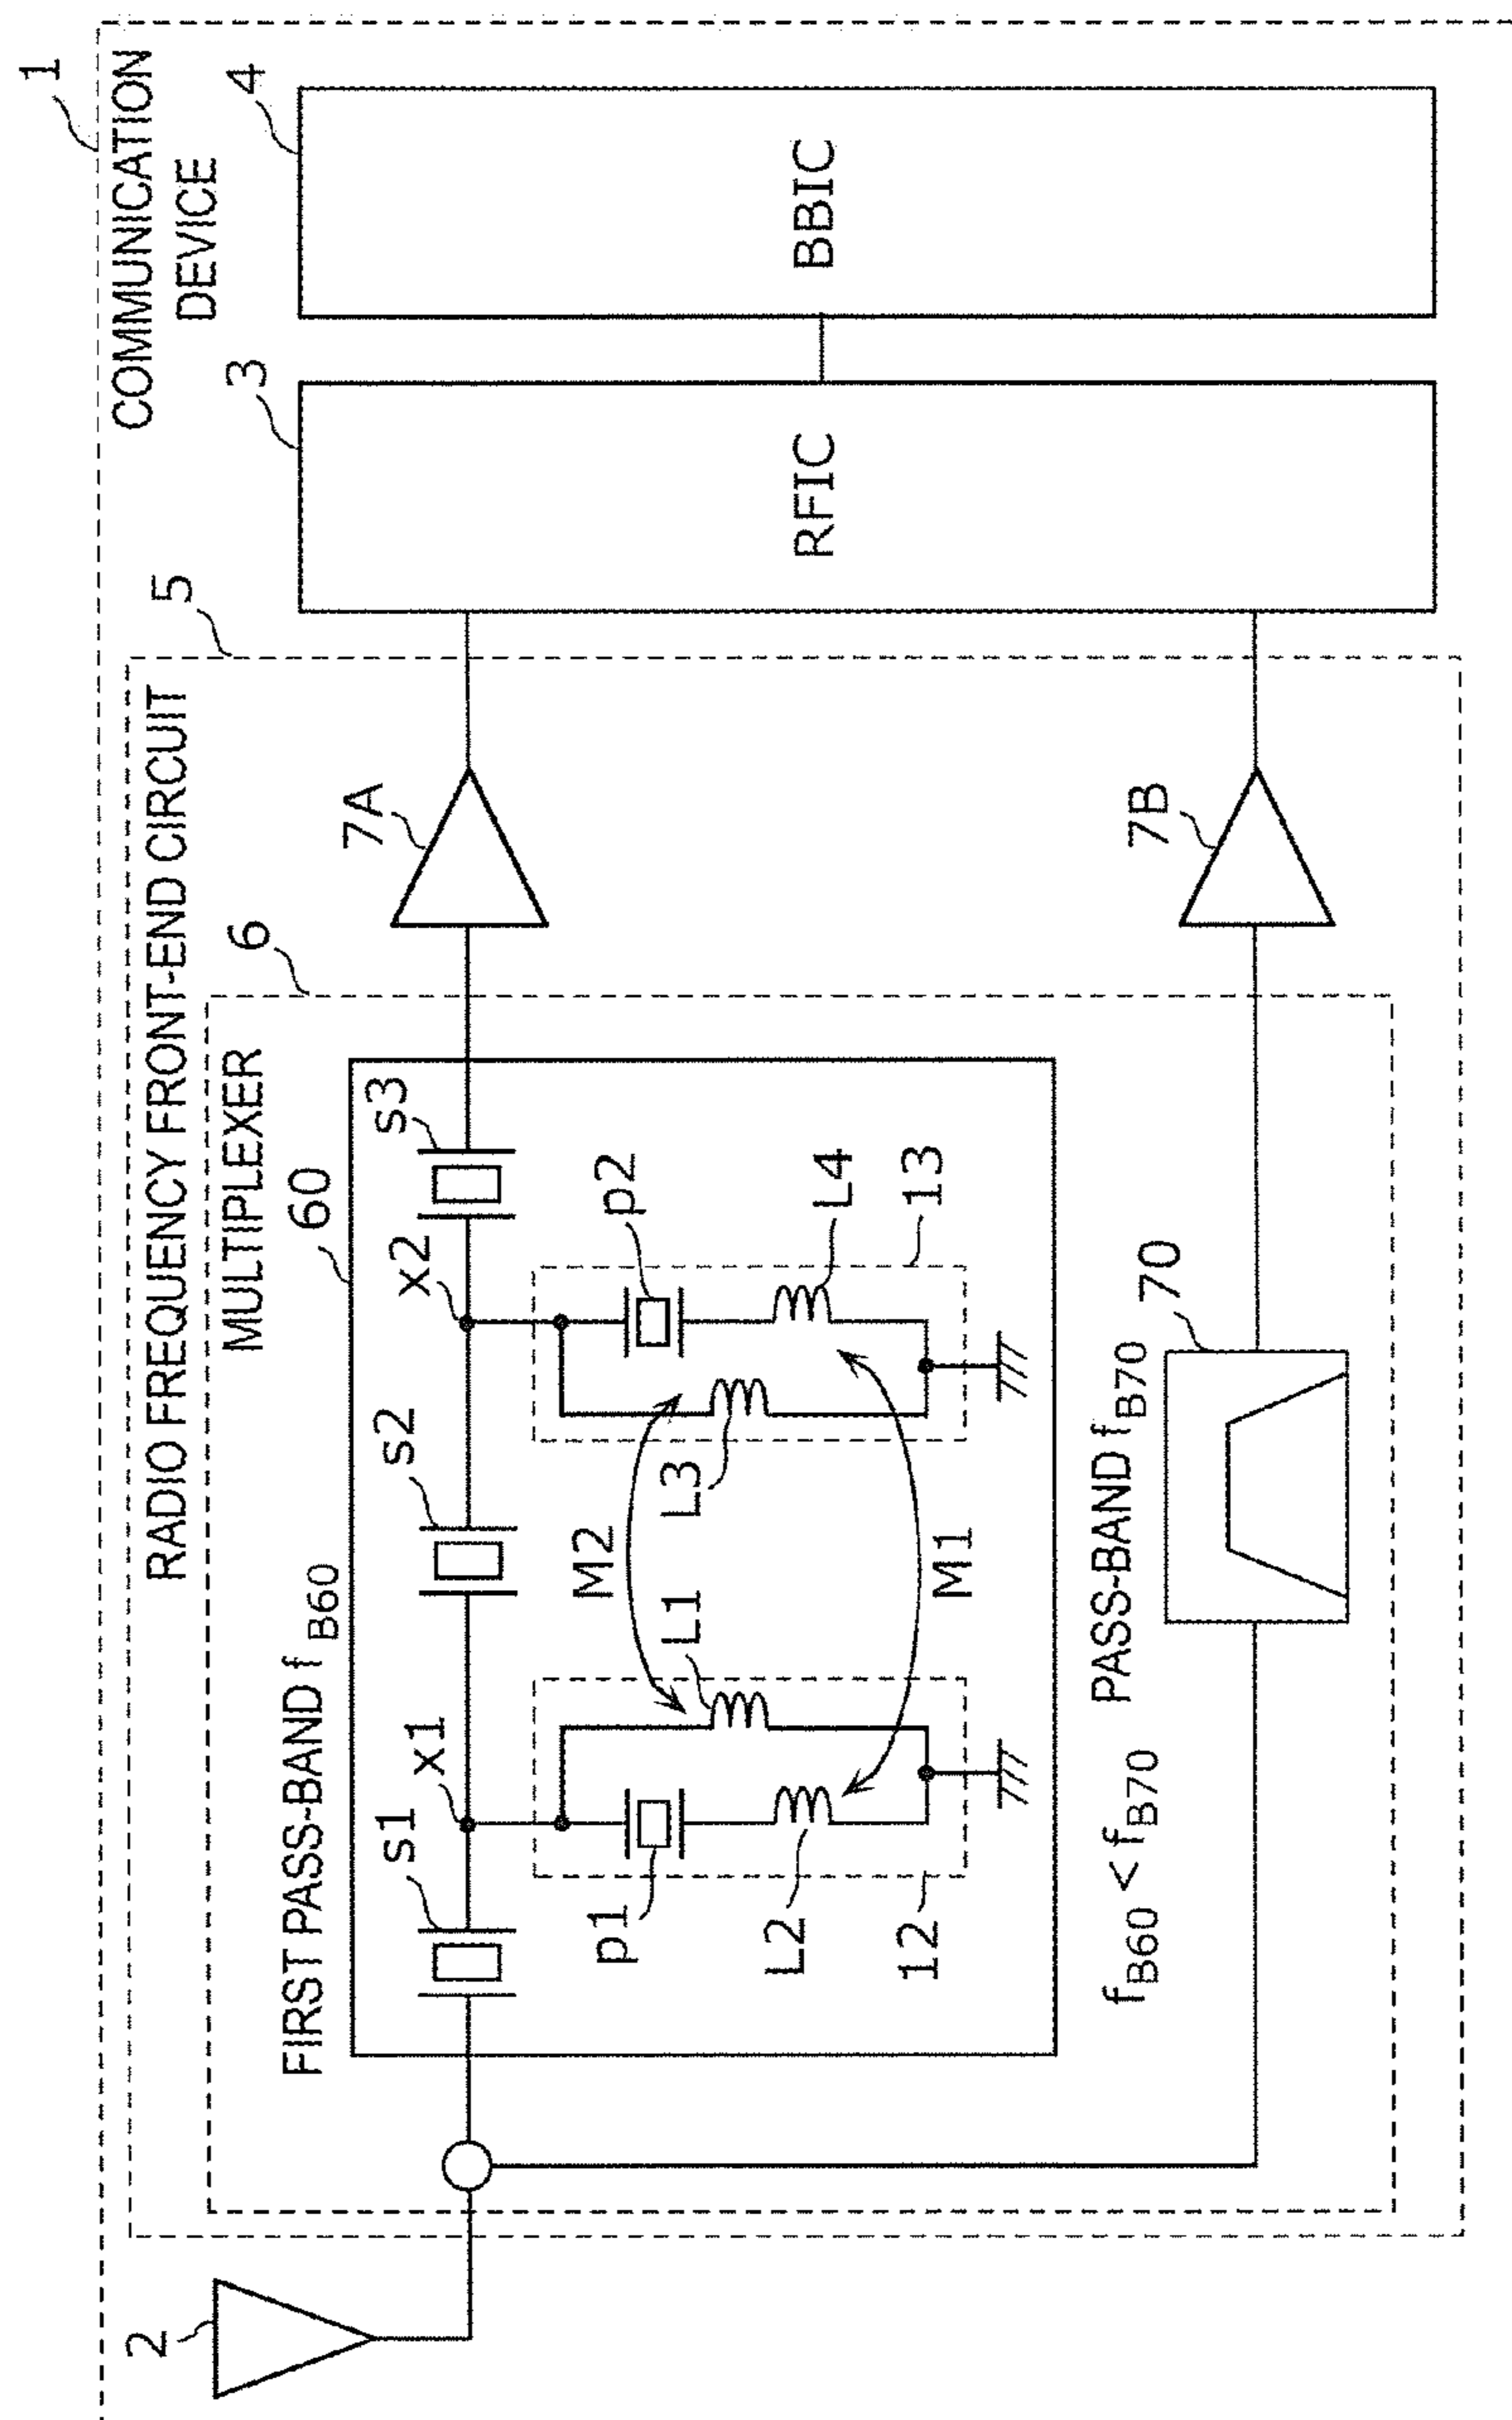 1
COMMUNICATION
DEVICE
5
RADIO FREQUENCY FRONT-END CIRCUIT
6
MULTIPLEXER
4
3
2
FIRST PASS-BAND f B60
60
7A
s1
x1
s2
x2
s3
p1
L2
12
L1
M2
M1
L3
p2
L4
13
RFIC
BBIC
fB60 < fB70
PASS-BAND fB70
70
7B